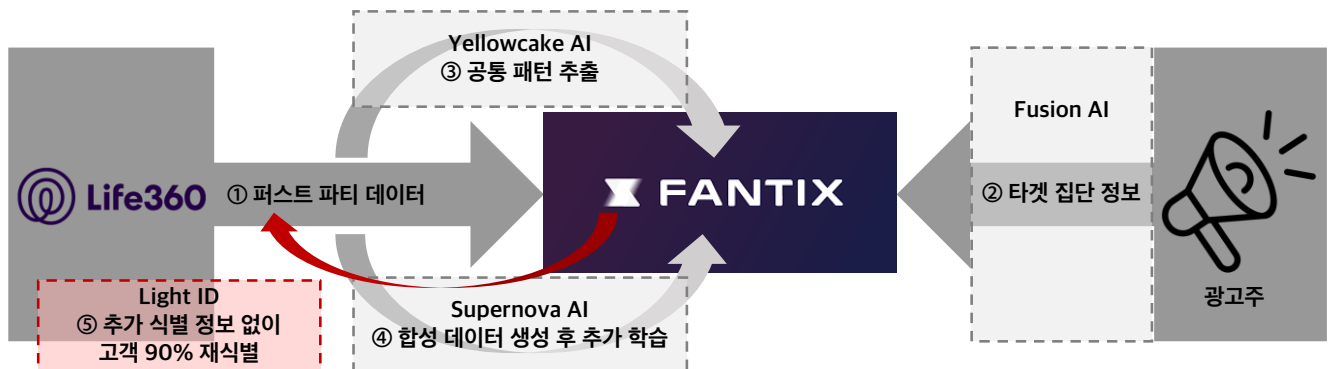 Yellowcake AI
③ 공통 패턴 추출
Fusion AI
Life360
① 퍼스트 파티 데이터
FANTIX
② 타겟 집단 정보
광고주
Light ID
⑤ 추가 식별 정보 없이
고객 90% 재식별
Supernova AI
④ 합성 데이터 생성 후 추가 학습